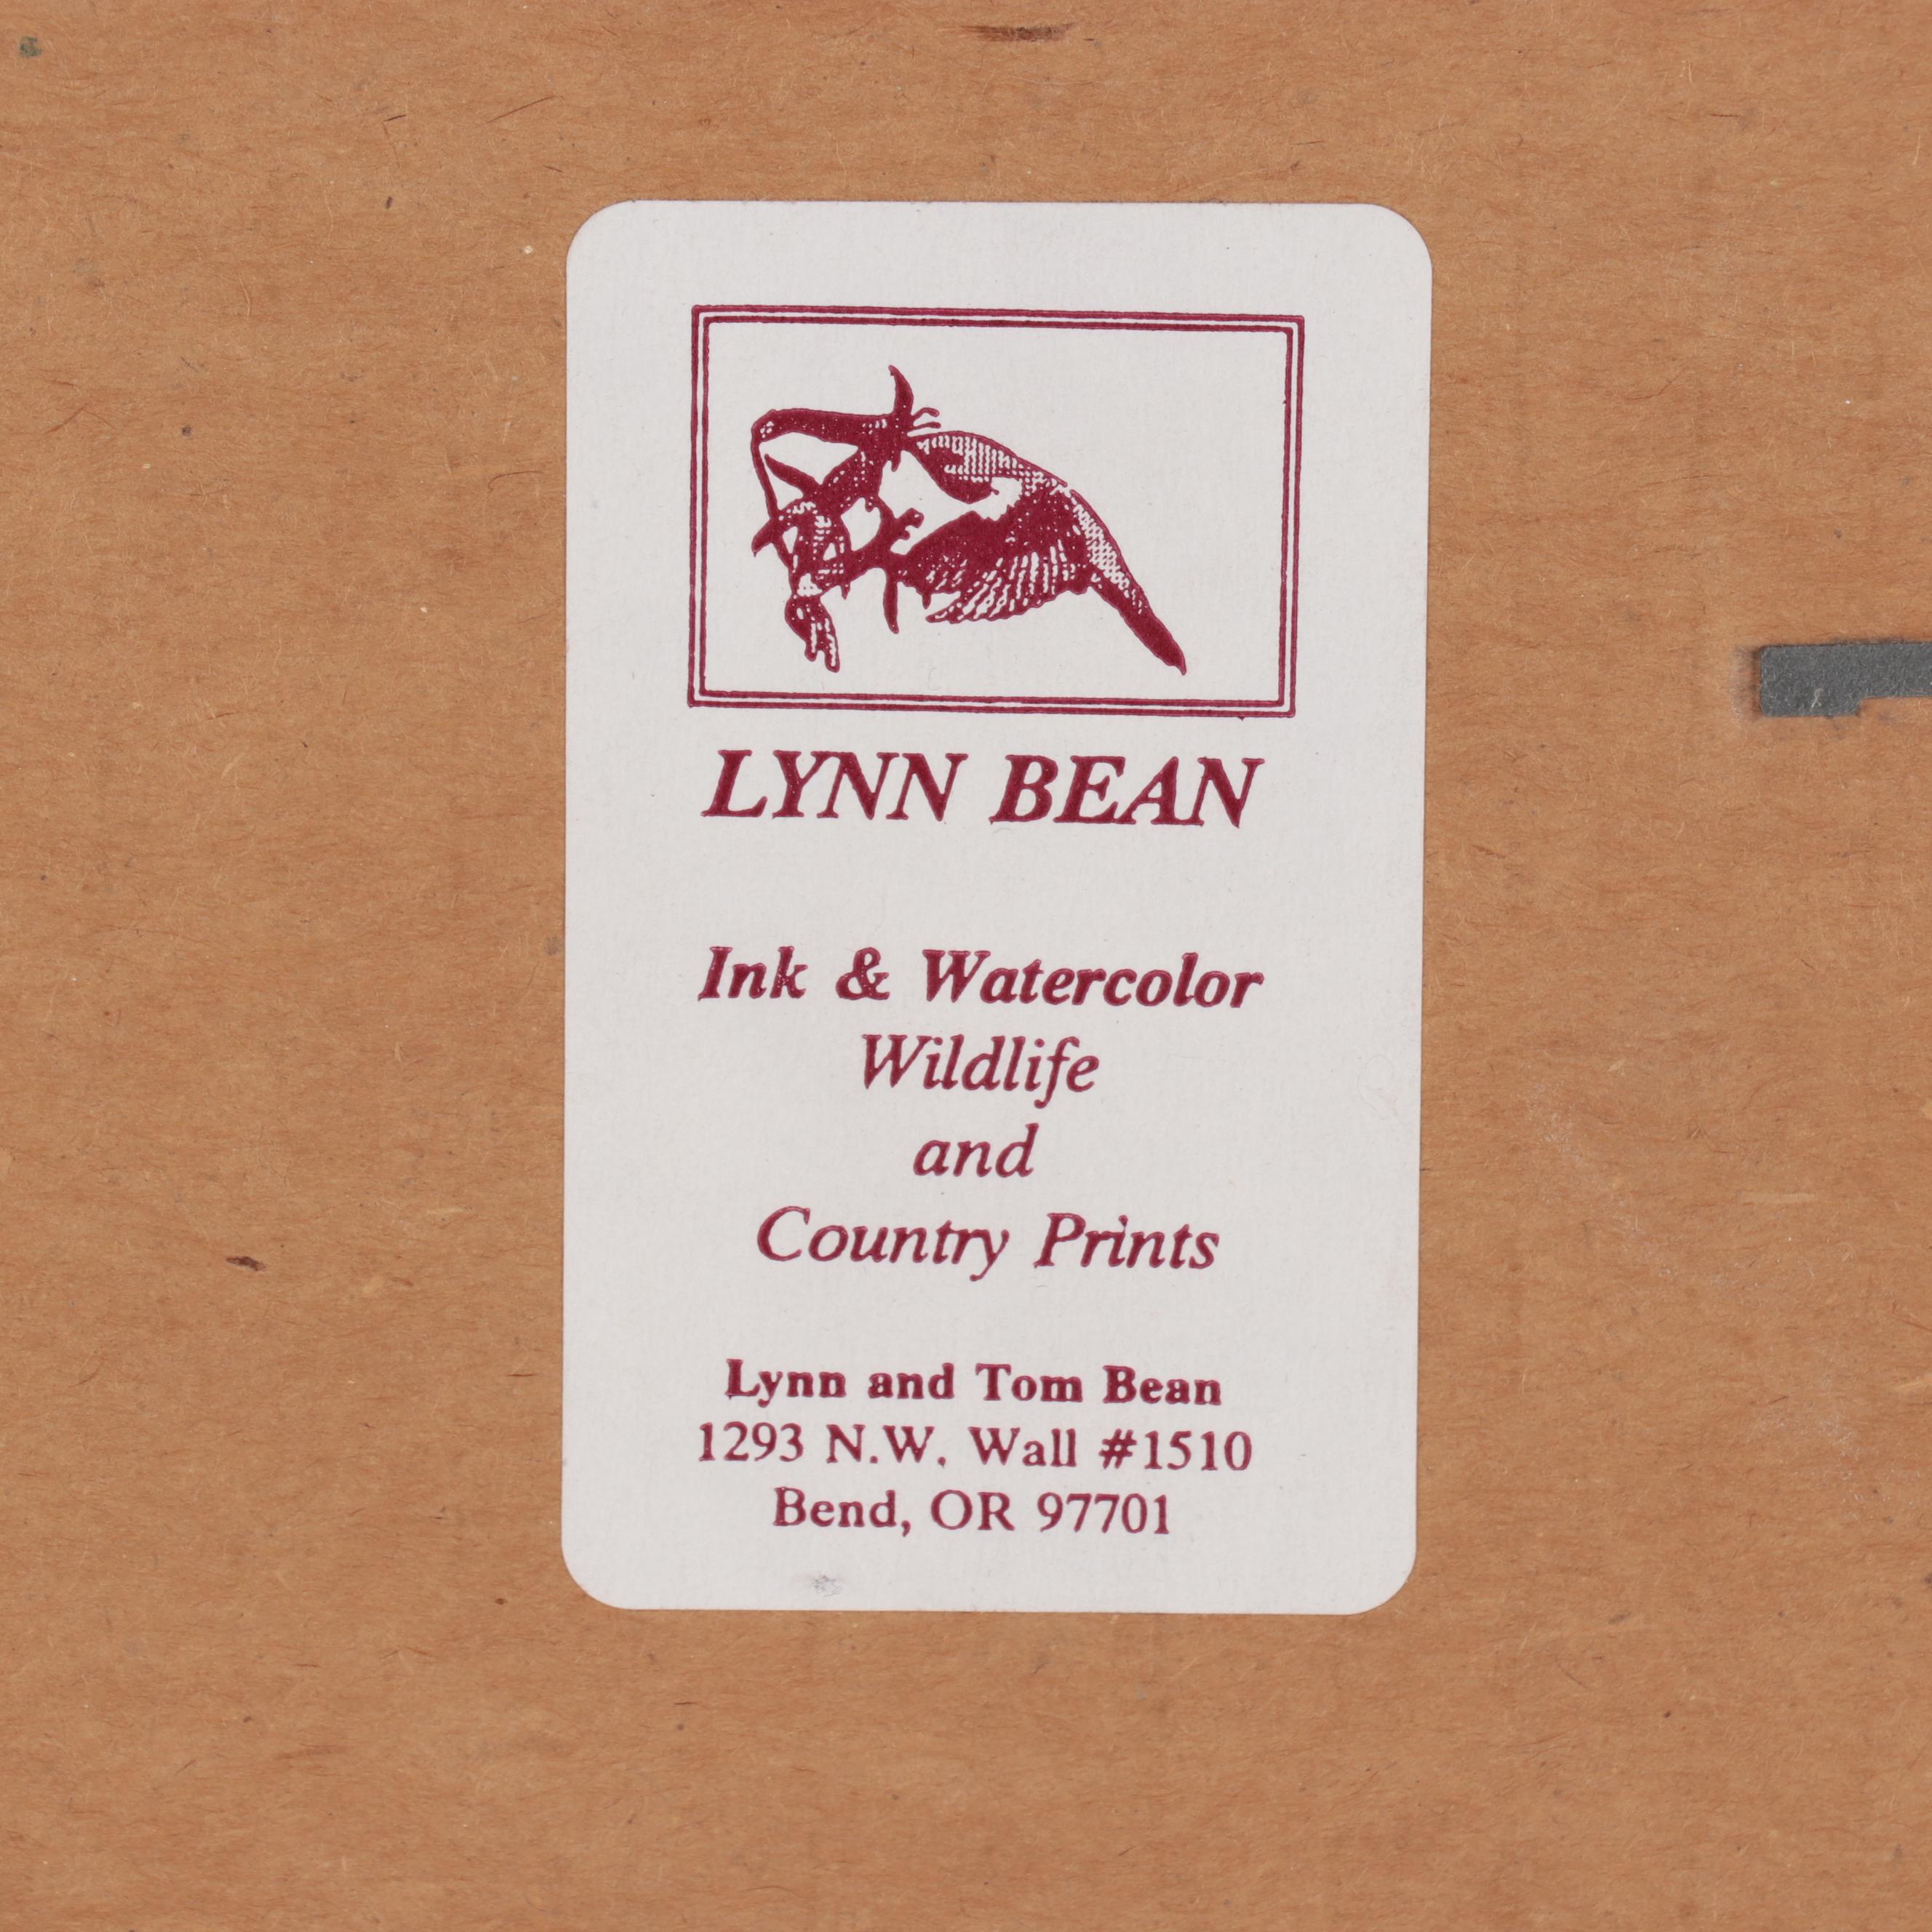 LYNN BEAN
Ink & Watercolor
Wildlife
and
Country Prints
Lynn and Tom Bean
1293 N.W. Wall #1510
Bend, OR 97701